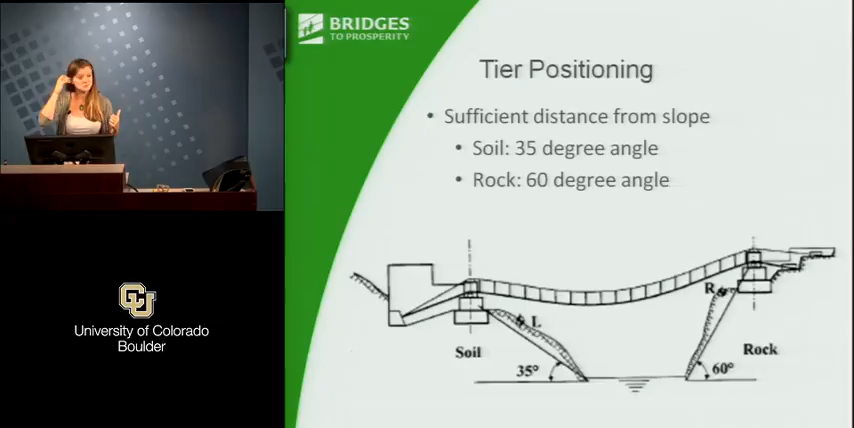 BRIDGES
TO PROSPERITY
Tier Positioning
• Sufficient distance from slope
• Soil: 35 degree angle
• Rock: 60 degree angle
CU
University of Colorado
Boulder
L
R
Soil
Rock
35°
60°